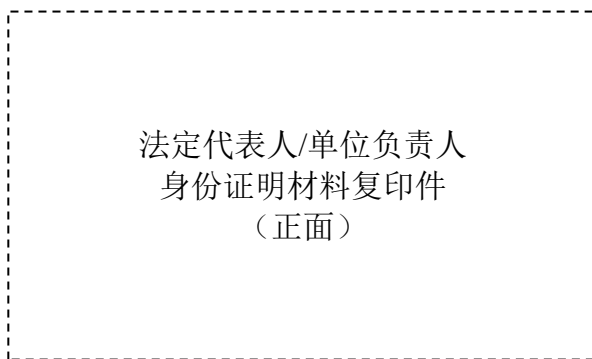 法定代表人/单位负责人
身份证明材料复印件
（正面）